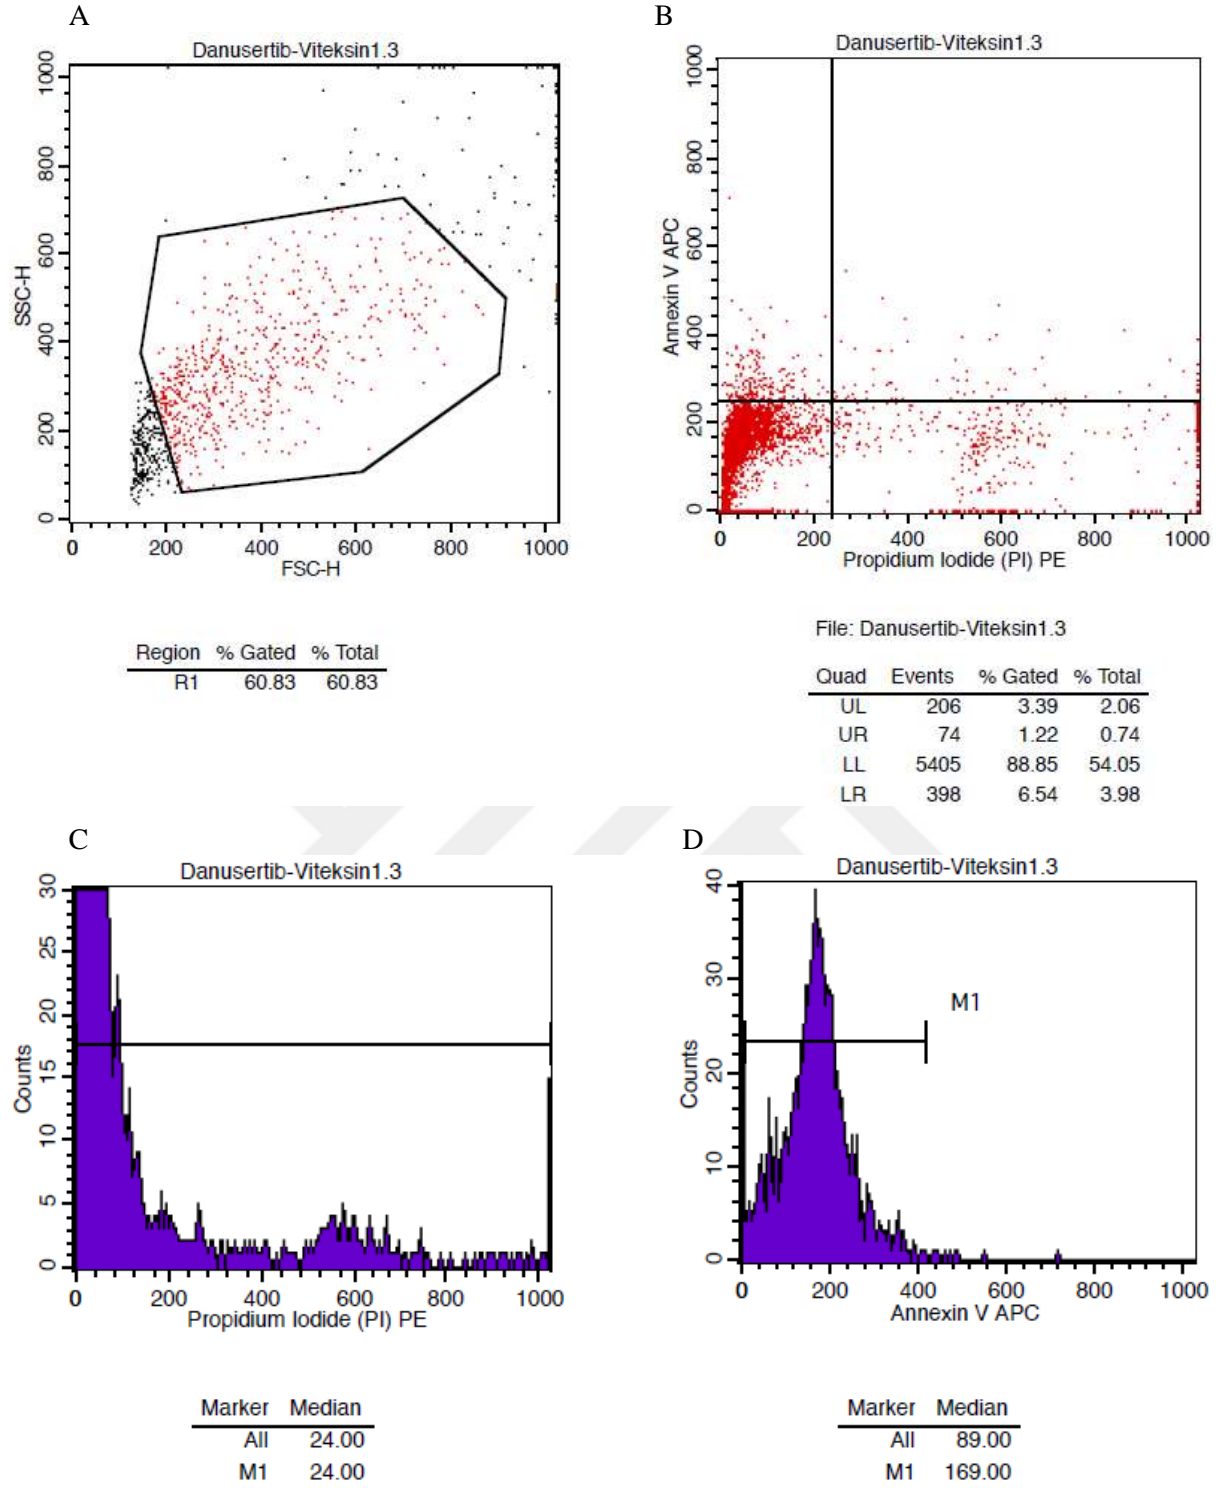 A
Danusertib-Viteksin1.3
1000
800
600
400
200
0
SSC-H
0 200 400 600 800 1000
FSC-H
Region % Gated % Total
R1 60.83 60.83
B
Danusertib-Viteksin1.3
1000
800
600
400
200
0
Annexin V APC
0 200 400 600 800 1000
Propidium Iodide (PI) PE
File: Danusertib-Viteksin1.3
Quad Events % Gated % Total
UL 206 3.39 2.06
UR 74 1.22 0.74
LL 5405 88.85 54.05
LR 398 6.54 3.98
C
Danusertib-Viteksin1.3
30
25
20
15
10
5
0
Counts
0 200 400 600 800 1000
Propidium Iodide (PI) PE
Marker Median
All 24.00
M1 24.00
D
Danusertib-Viteksin1.3
40
30
20
10
0
Counts
M1
0 200 400 600 800 1000
Annexin V APC
Marker Median
All 89.00
M1 169.00